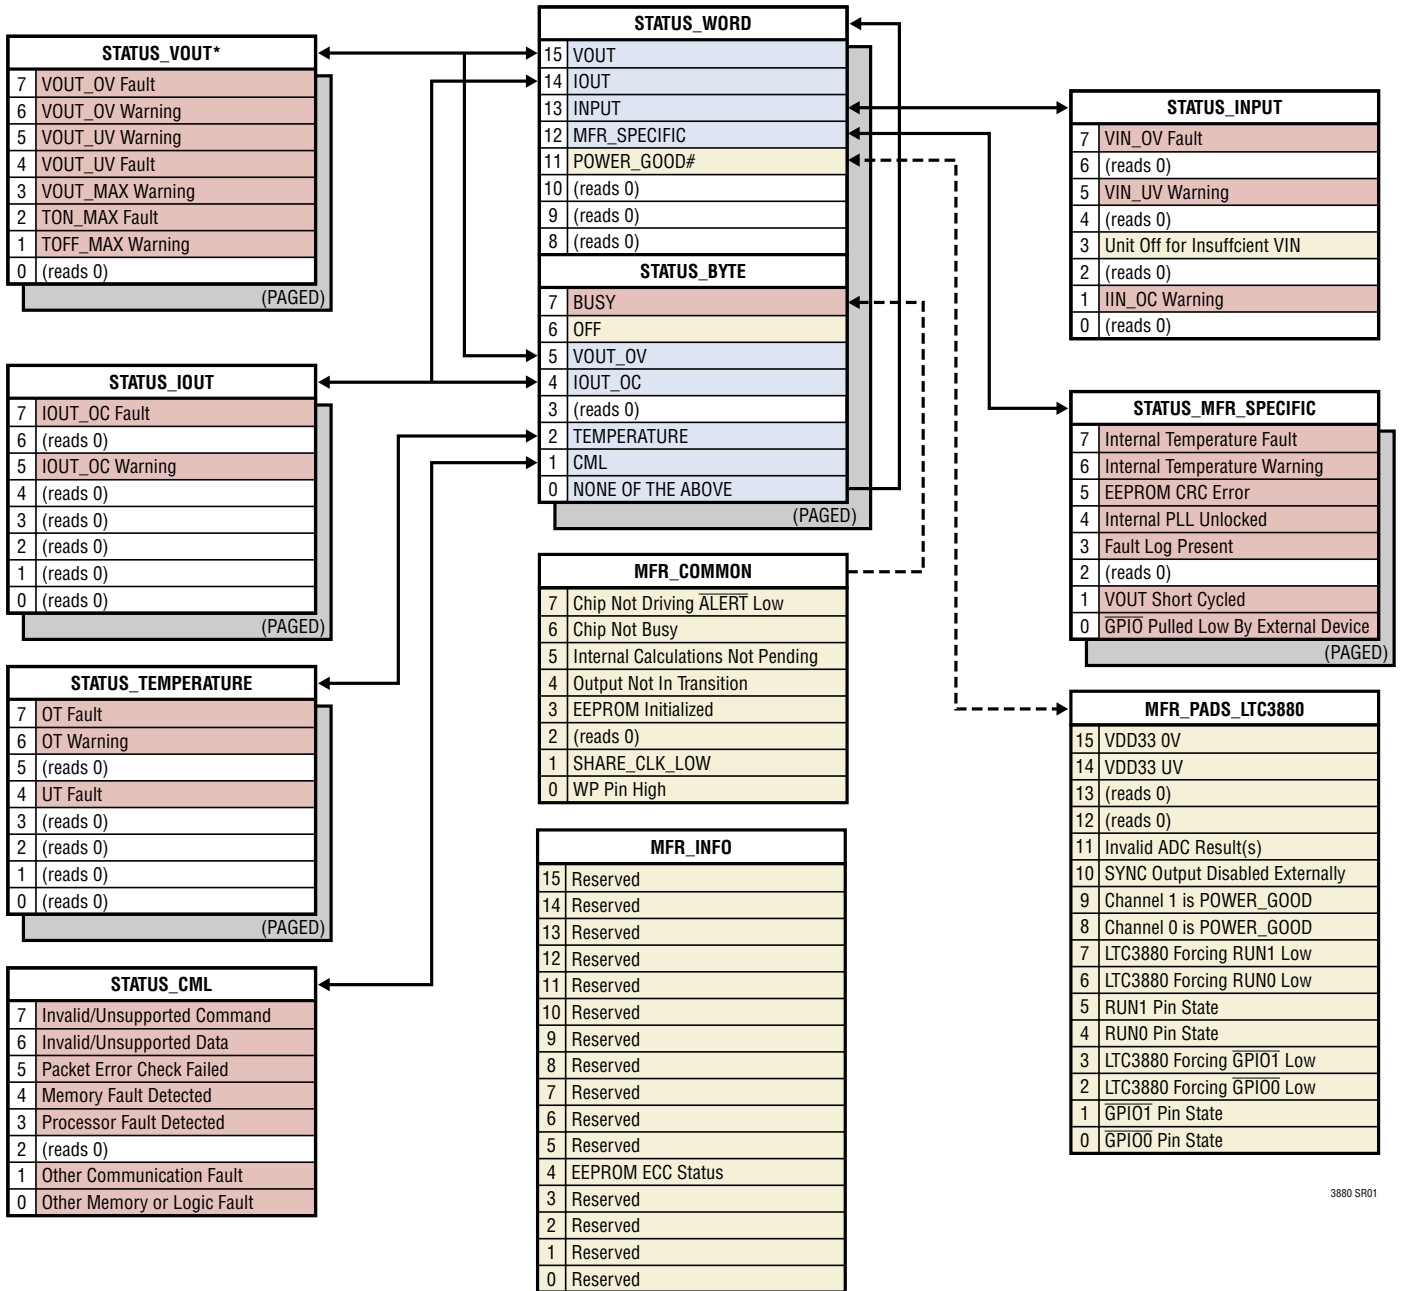 STATUS_VOUT*
7 VOUT_OV Fault
6 VOUT_OV Warning
5 VOUT_UV Warning
4 VOUT_UV Fault
3 VOUT_MAX Warning
2 TON_MAX Fault
1 TOFF_MAX Warning
0 (reads 0)
(PAGED)
STATUS_IOUT
7 IOUT_OC Fault
6 (reads 0)
5 IOUT_OC Warning
4 (reads 0)
3 (reads 0)
2 (reads 0)
1 (reads 0)
0 (reads 0)
(PAGED)
STATUS_TEMPERATURE
7 OT Fault
6 OT Warning
5 (reads 0)
4 UT Fault
3 (reads 0)
2 (reads 0)
1 (reads 0)
0 (reads 0)
(PAGED)
STATUS_CML
7 Invalid/Unsupported Command
6 Invalid/Unsupported Data
5 Packet Error Check Failed
4 Memory Fault Detected
3 Processor Fault Detected
2 (reads 0)
1 Other Communication Fault
0 Other Memory or Logic Fault
STATUS_WORD
15 VOUT
14 IOUT
13 INPUT
12 MFR_SPECIFIC
11 POWER_GOOD#
10 (reads 0)
9 (reads 0)
8 (reads 0)
STATUS_BYTE
7 BUSY
6 OFF
5 VOUT_OV
4 IOUT_OC
3 (reads 0)
2 TEMPERATURE
1 CML
0 NONE OF THE ABOVE
(PAGED)
MFR_COMMON
7 Chip Not Driving ALERT Low
6 Chip Not Busy
5 Internal Calculations Not Pending
4 Output Not In Transition
3 EEPROM Initialized
2 (reads 0)
1 SHARE_CLK_LOW
0 WP Pin High
MFR_INFO
15 Reserved
14 Reserved
13 Reserved
12 Reserved
11 Reserved
10 Reserved
9 Reserved
8 Reserved
7 Reserved
6 Reserved
5 Reserved
4 EEPROM ECC Status
3 Reserved
2 Reserved
1 Reserved
0 Reserved
STATUS_INPUT
7 VIN_OV Fault
6 (reads 0)
5 VIN_UV Warning
4 (reads 0)
3 Unit Off for Insuffcient VIN
2 (reads 0)
1 IIN_OC Warning
0 (reads 0)
STATUS_MFR_SPECIFIC
7 Internal Temperature Fault
6 Internal Temperature Warning
5 EEPROM CRC Error
4 Internal PLL Unlocked
3 Fault Log Present
2 (reads 0)
1 VOUT Short Cycled
0 GPIO Pulled Low By External Device
(PAGED)
MFR_PADS_LTC3880
15 VDD33 OV
14 VDD33 UV
13 (reads 0)
12 (reads 0)
11 Invalid ADC Result(s)
10 SYNC Output Disabled Externally
9 Channel 1 is POWER_GOOD
8 Channel 0 is POWER_GOOD
7 LTC3880 Forcing RUN1 Low
6 LTC3880 Forcing RUN0 Low
5 RUN1 Pin State
4 RUN0 Pin State
3 LTC3880 Forcing GPIO1 Low
2 LTC3880 Forcing GPIO0 Low
1 GPIO1 Pin State
0 GPIO0 Pin State
3880 SR01